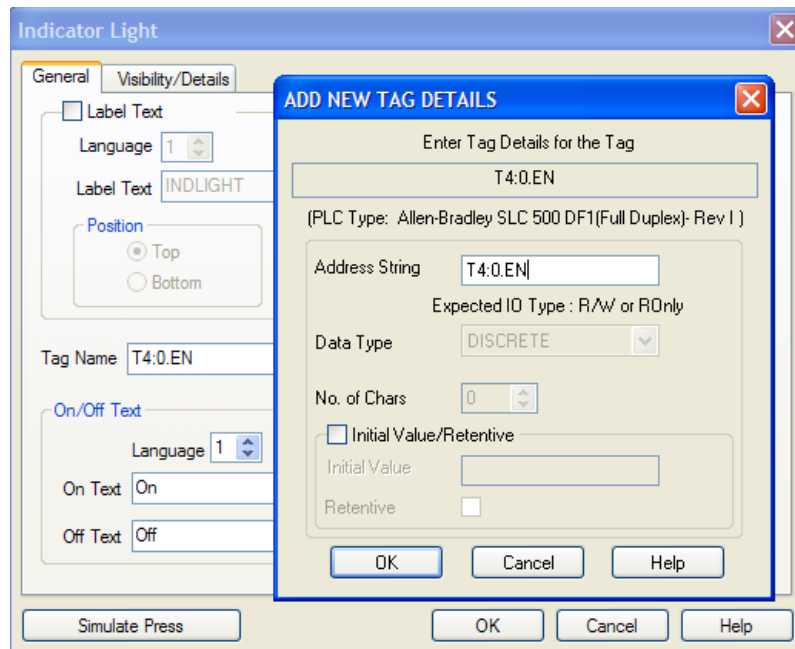 Indicator Light
General
Visibility/Details
Label Text
Language 1
Label Text INDLIGHT
Position
Top
Bottom
Tag Name T4:0.EN
On/Off Text
Language 1
On Text On
Off Text Off
Simulate Press
OK
Cancel
Help
ADD NEW TAG DETAILS
Enter Tag Details for the Tag
T4:0.EN
(PLC Type: Allen-Bradley SLC 500 DF1(Full Duplex)- Rev I )
Address String T4:0.EN
Expected IO Type : R/W or ROnly
Data Type DISCRETE
No. of Chars 0
Initial Value/Retentive
Initial Value
Retentive
OK
Cancel
Help